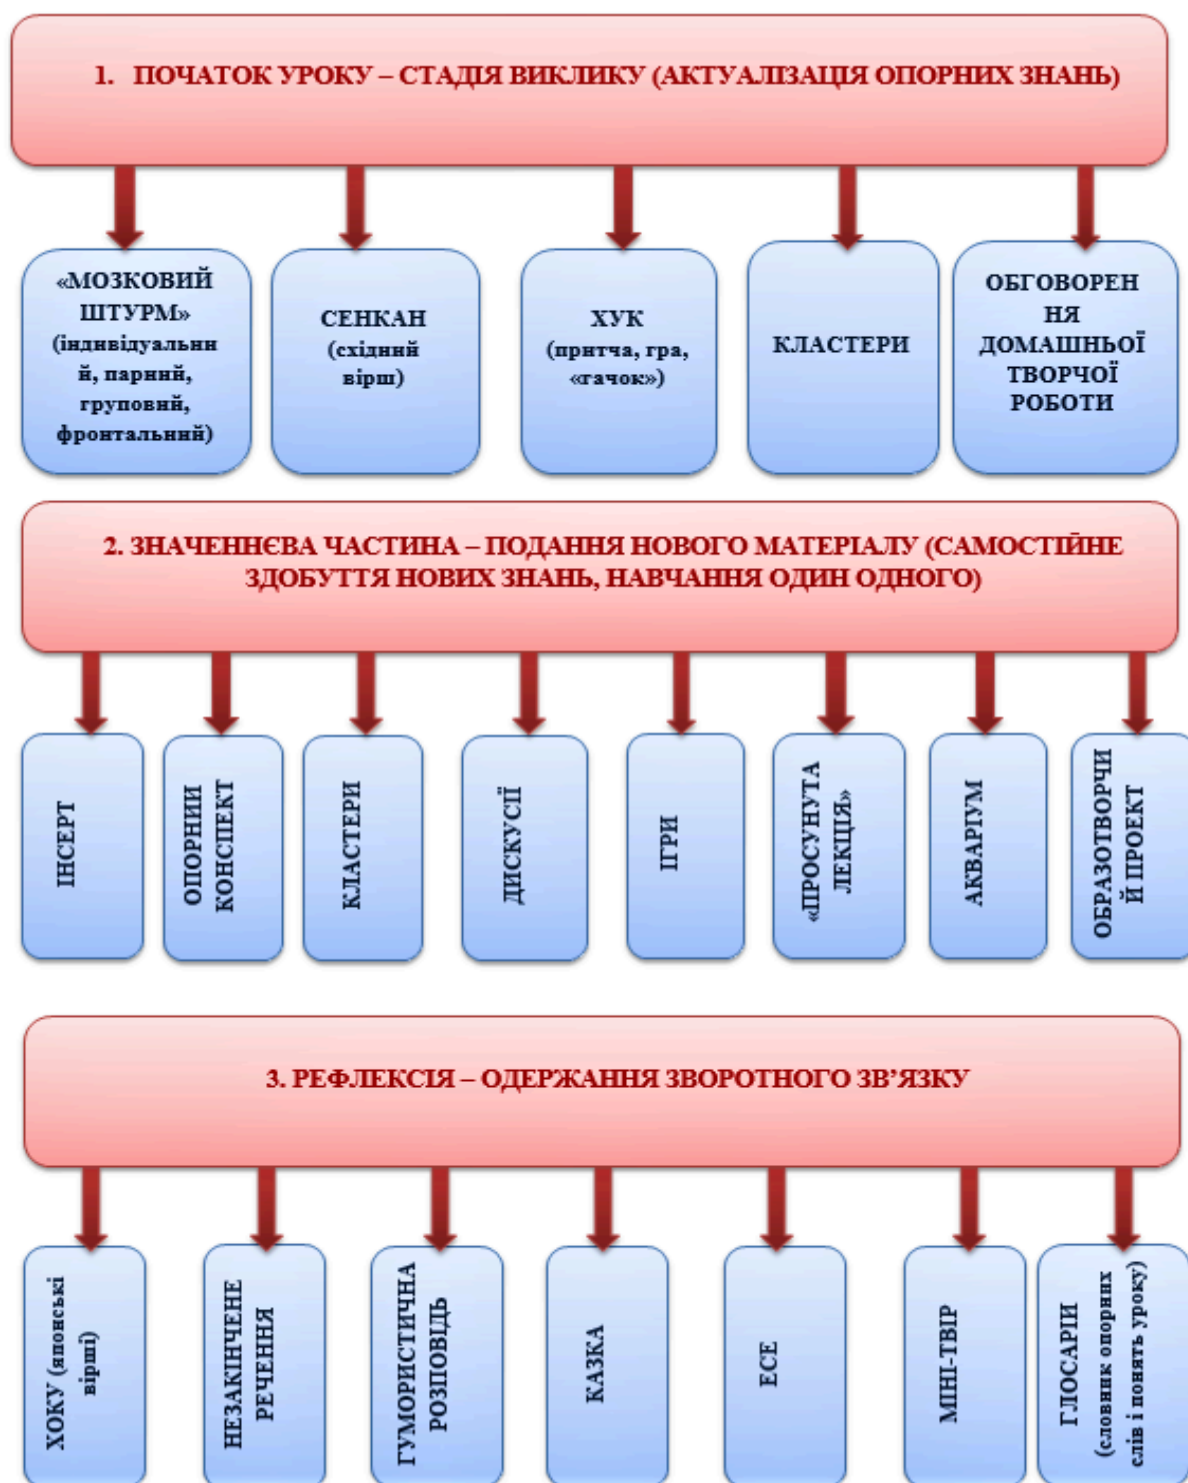 1. ПОЧАТОК УРОКУ – СТАДІЯ ВИКЛИКУ (АКТУАЛІЗАЦІЯ ОПОРНИХ ЗНАНЬ)
«МОЗКОВИЙ
ШТУРМ»
(індивідуальни
й, парний,
груповий,
фронтальний)
СЕНКАН
(східний
вірш)
ХУК
(притча, гра,
«гачок»)
КЛАСТЕРИ
ОБГОВОРЕН
НЯ
ДОМАШНЬОЇ
ТВОРЧОЇ
РОБОТИ
2. ЗНАЧЕННЄВА ЧАСТИНА – ПОДАННЯ НОВОГО МАТЕРІАЛУ (САМОСТІЙНЕ
ЗДОБУТТЯ НОВИХ ЗНАНЬ, НАВЧАННЯ ОДИН ОДНОГО)
ІНСЕРТ
ОПОРНИЙ
КОНСПЕКТ
КЛАСТЕРИ
ДИСКУСІЇ
ІГРИ
«ПРОСУНУТА
ЛЕКЦІЯ»
АКВАРІУМ
ОБРАЗОТВОРЧИ
Й ПРОЕКТ
3. РЕФЛЕКСІЯ – ОДЕРЖАННЯ ЗВОРОТНОГО ЗВ’ЯЗКУ
ХОКУ (японські
вірші)
НЕЗАКІНЧЕНЕ
РЕЧЕННЯ
ГУМОРИСТИЧНА
РОЗПОВІДЬ
КАЗКА
ЕСЕ
МІНІ-ТВІР
ГЛОСАРІЙ
(словник опорних
слів і понять уроку)